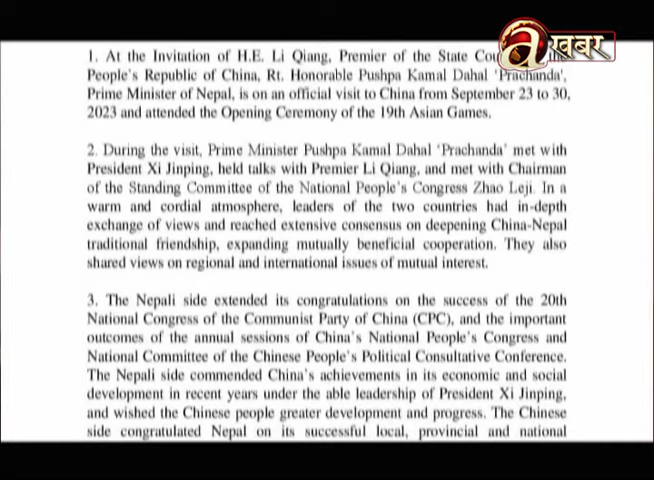 a खबर
1. At the Invitation of H.E. Li Qiang, Premier of the State
People's Republic of China, Rt. Honorable Pushpa Kamal Dahal 'Prachanda',
Prime Minister of Nepal, is on an official visit to China from September 23 to 30,
2023 and attended the Opening Ceremony of the 19th Asian Games.
2. During the visit, Prime Minister Pushpa Kamal Dahal 'Prachanda' met with
President Xi Jinping, held talks with Premier Li Qiang, and met with Chairman
of the Standing Committee of the National People's Congress Zhao Leji. In a
warm and cordial atmosphere, leaders of the two countries had in-depth
exchange of views and reached extensive consensus on deepening China-Nepal
traditional friendship, expanding mutually beneficial cooperation. They also
shared views on regional and international issues of mutual interest.
3. The Nepali side extended its congratulations on the success of the 20th
National Congress of the Communist Party of China (CPC), and the important
outcomes of the annual sessions of China's National People's Congress and
National Committee of the Chinese People's Political Consultative Conference.
The Nepali side commended China's achievements in its economic and social
development in recent years under the able leadership of President Xi Jinping,
and wished the Chinese people greater development and progress. The Chinese
side congratulated Nepal on its successful local, provincial and national